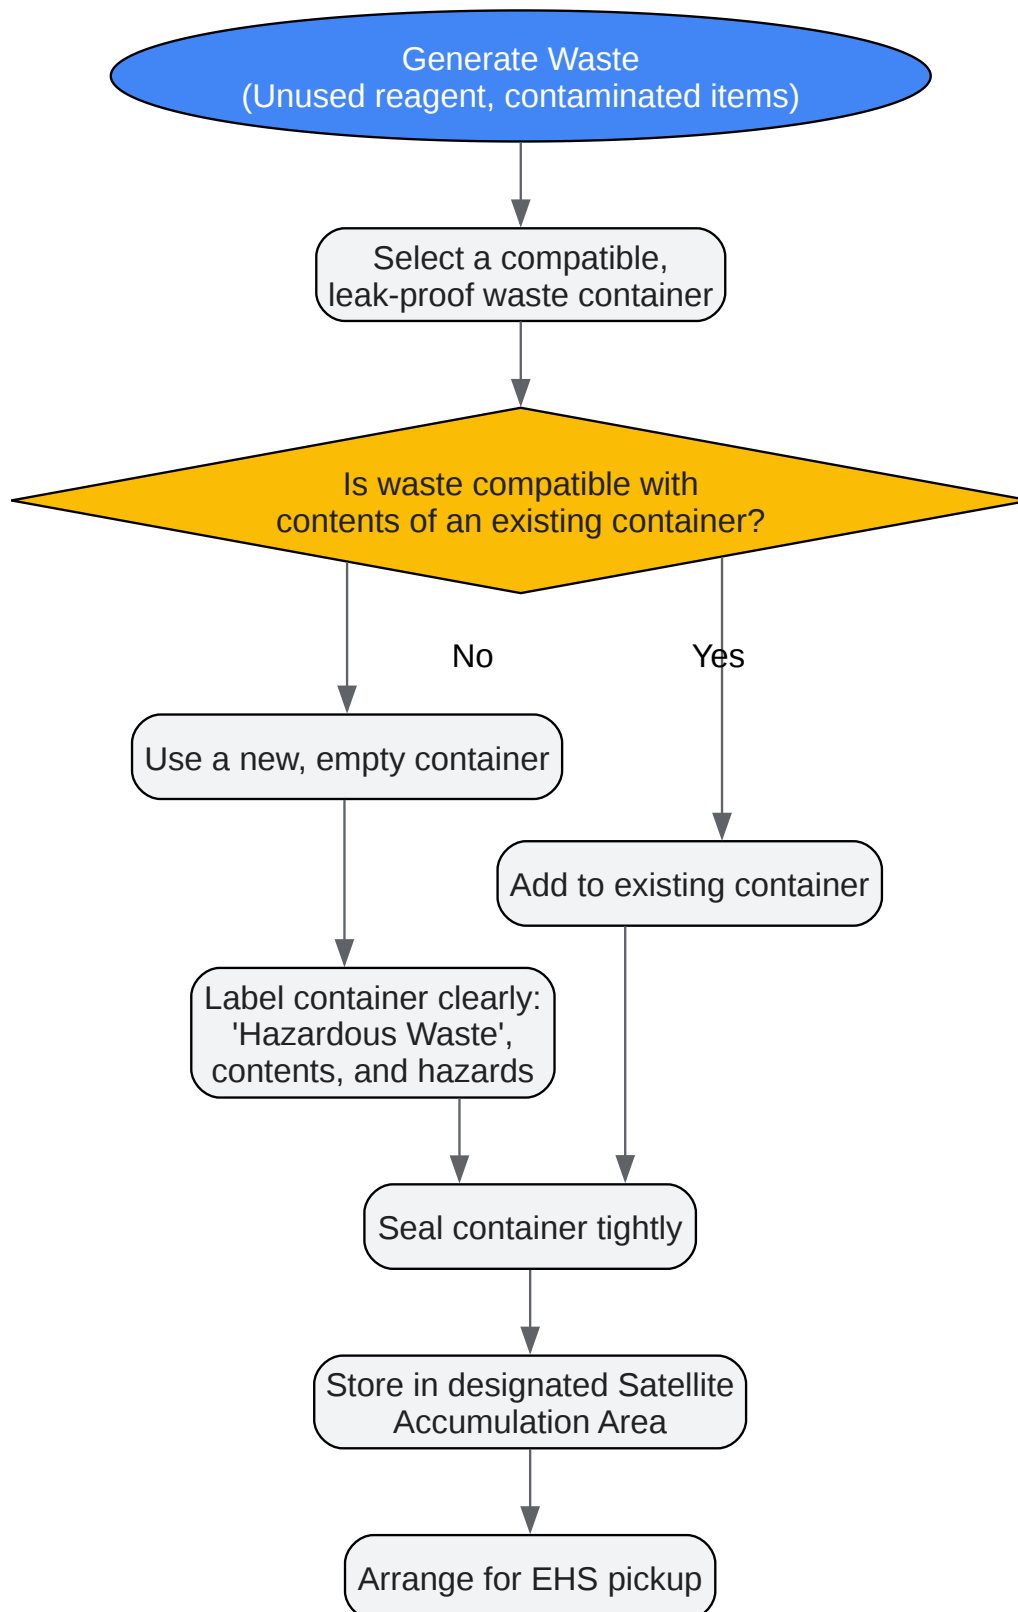 Generate Waste
(Unused reagent, contaminated items)
Select a compatible,
leak-proof waste container
Is waste compatible with
contents of an existing container?
No
Yes
Use a new, empty container
Add to existing container
Label container clearly:
'Hazardous Waste',
contents, and hazards
Seal container tightly
Store in designated Satellite
Accumulation Area
Arrange for EHS pickup